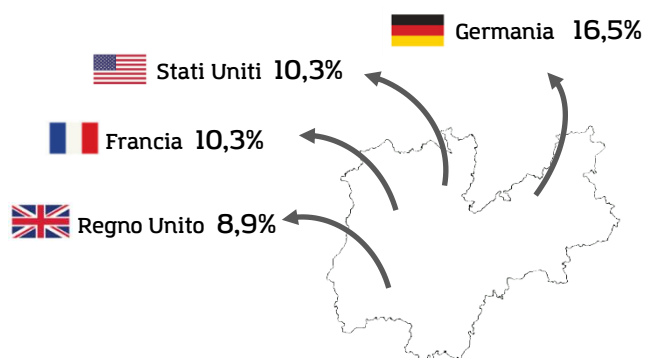 Germania 16,5%
Stati Uniti 10,3%
Francia 10,3%
Regno Unito 8,9%